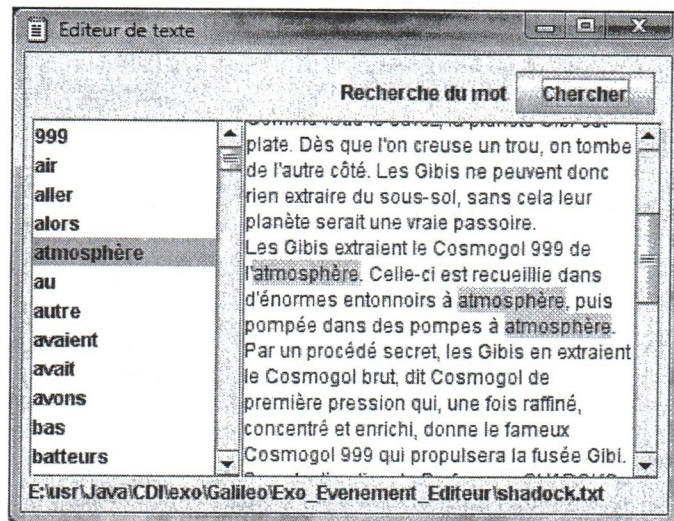 Editeur de texte
Recherche du mot Chercher
999
air
aller
alors
atmosphère
au
autre
avaient
avait
avons
bas
batteurs
plate. Dès que l'on creuse un trou, on tombe
de l'autre côté. Les Gibis ne peuvent donc
rien extraire du sous-sol, sans cela leur
planète serait une vraie passoire.
Les Gibis extraient le Cosmogol 999 de
l'atmosphère. Celle-ci est recueillie dans
d'énormes entonnoirs à atmosphère, puis
pompée dans des pompes à atmosphère.
Par un procédé secret, les Gibis en extraient
le Cosmogol brut, dit Cosmogol de
première pression qui, une fois raffiné,
concentré et enrichi, donne le fameux
Cosmogol 999 qui propulsera la fusée Gibi.
E:\usr\Java\CDI\exo\Galileo\Exo_Evenement_Editeur\shadock.txt